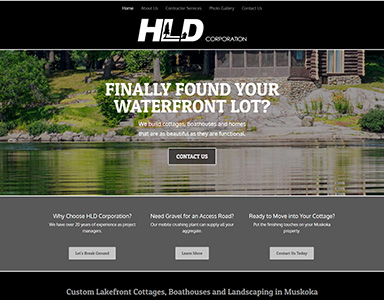 Home About Us Contractor Services Photo Gallery Contact Us
HLD CORPORATION
FINALLY FOUND YOUR
WATERFRONT LOT?
We build cottages, Boathouses and homes
that are as beautiful as they are functional.
CONTACT US
Why Choose HLD Corporation?
We have over 20 years of experience as project
managers.
Let's Break Ground
Need Gravel for an Access Road?
Our mobile crushing plant can supply all your
aggregate.
Learn More
Ready to Move into Your Cottage?
Put the finishing touches on your Muskoka
property.
Contact Us Today
Custom Lakefront Cottages, Boathouses and Landscaping in Muskoka